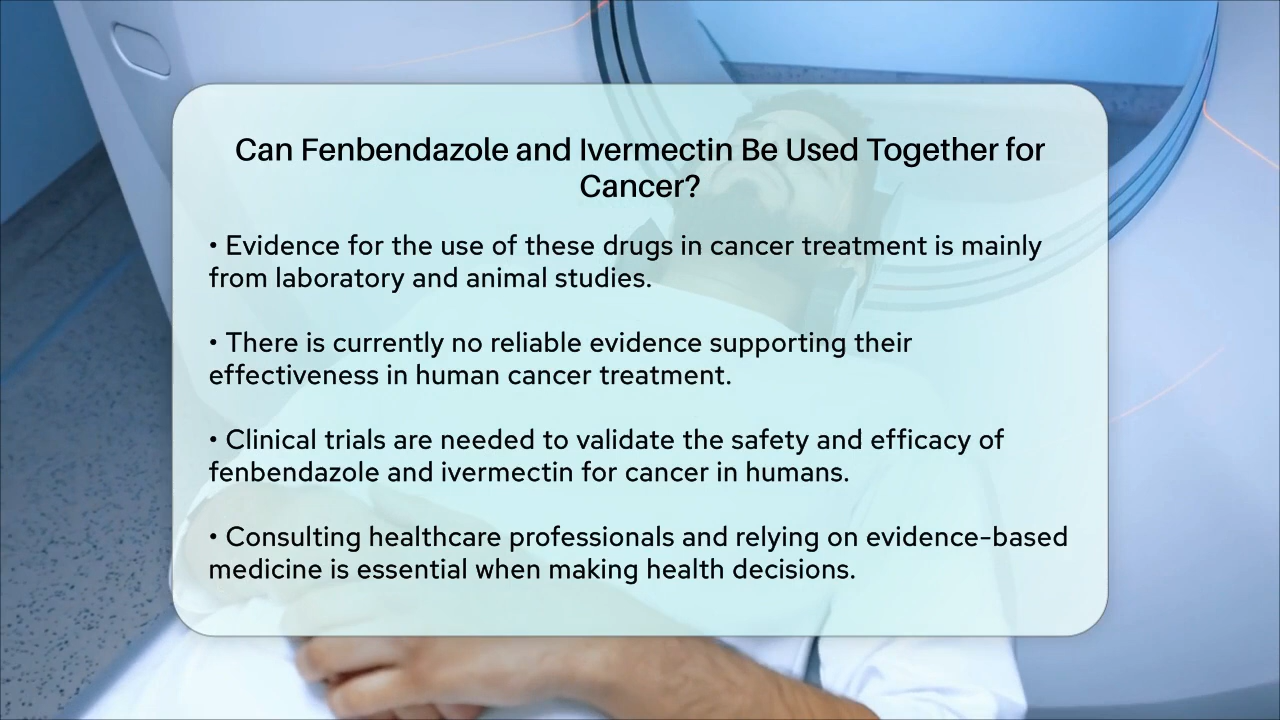 Can Fenbendazole and Ivermectin Be Used Together for
Cancer?
• Evidence for the use of these drugs in cancer treatment is mainly
from laboratory and animal studies.
• There is currently no reliable evidence supporting their
effectiveness in human cancer treatment.
• Clinical trials are needed to validate the safety and efficacy of
fenbendazole and ivermectin for cancer in humans.
• Consulting healthcare professionals and relying on evidence-based
medicine is essential when making health decisions.